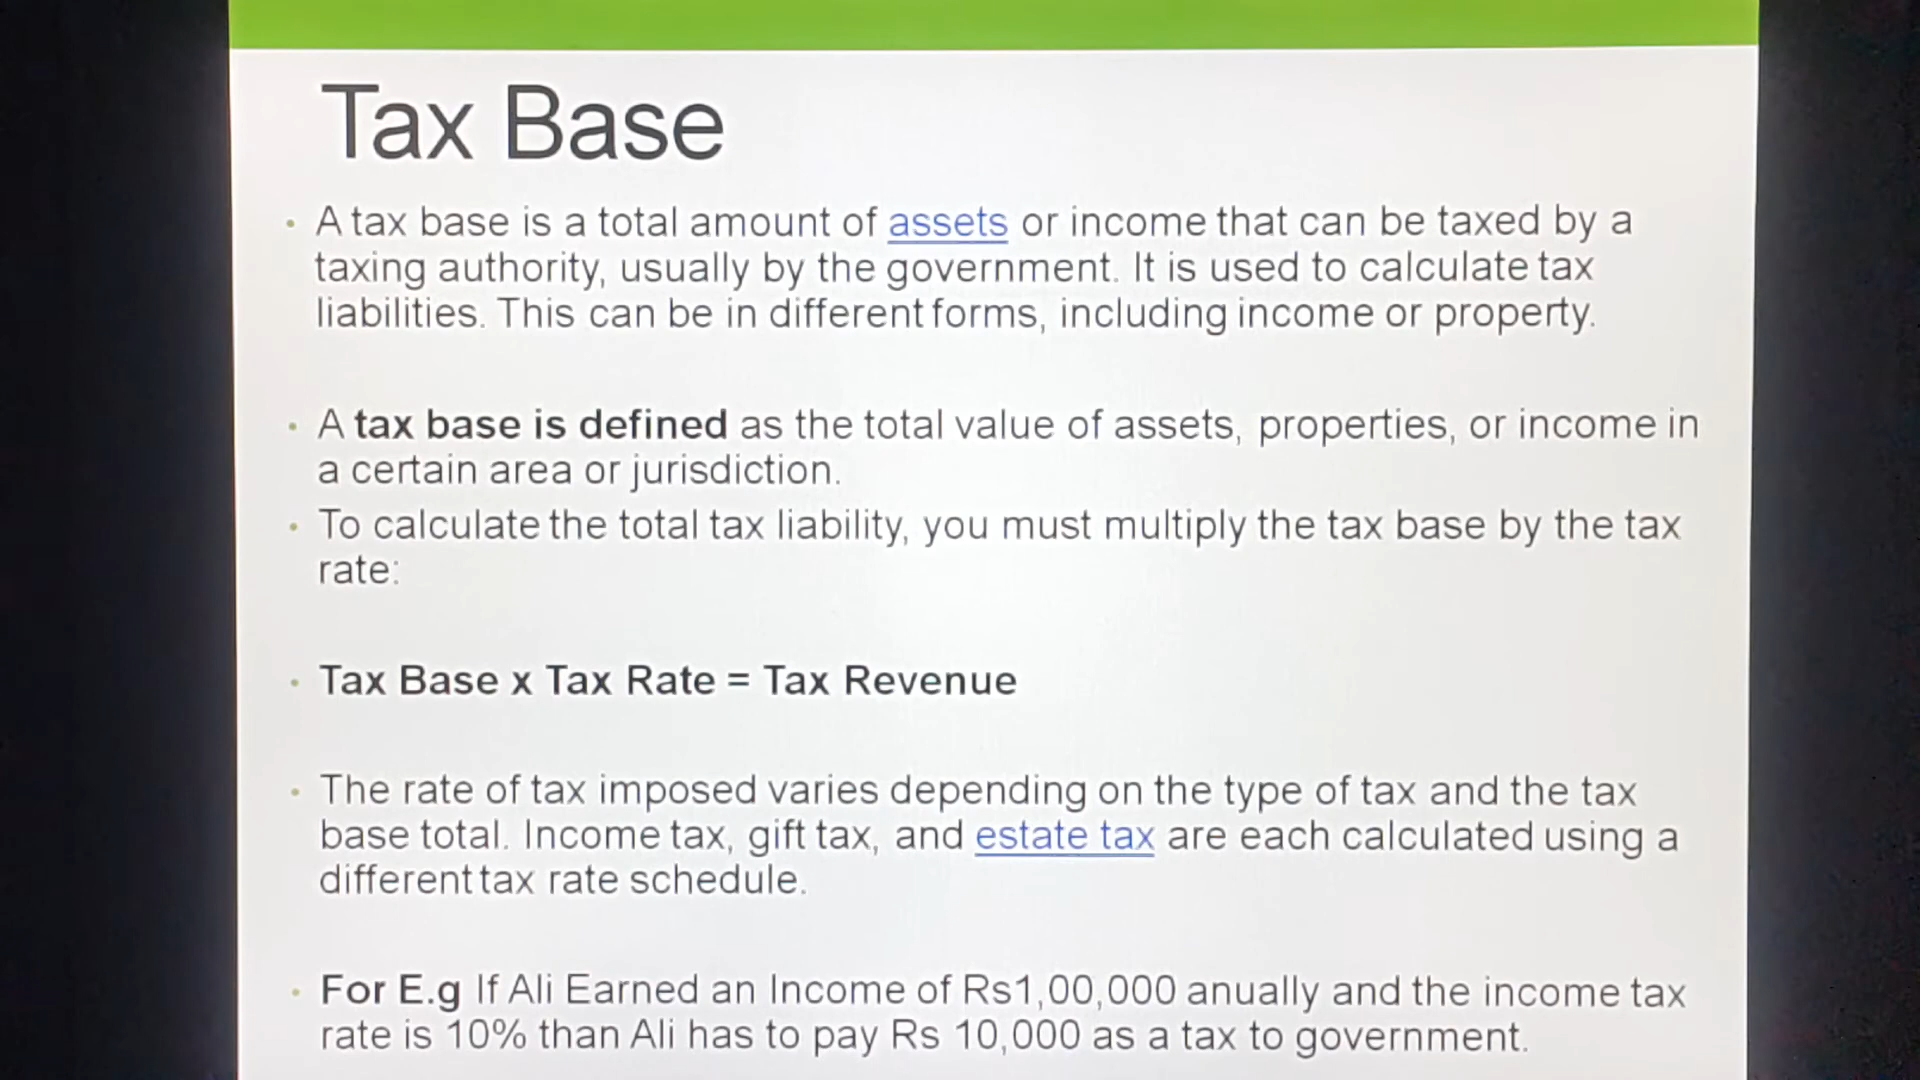 Tax Base
• A tax base is a total amount of assets or income that can be taxed by a
taxing authority, usually by the government. It is used to calculate tax
liabilities. This can be in different forms, including income or property.
• A tax base is defined as the total value of assets, properties, or income in
a certain area or jurisdiction.
• To calculate the total tax liability, you must multiply the tax base by the tax
rate:
• Tax Base x Tax Rate = Tax Revenue
• The rate of tax imposed varies depending on the type of tax and the tax
base total. Income tax, gift tax, and estate tax are each calculated using a
different tax rate schedule.
• For E.g If Ali Earned an Income of Rs1,00,000 anually and the income tax
rate is 10% than Ali has to pay Rs 10,000 as a tax to government.